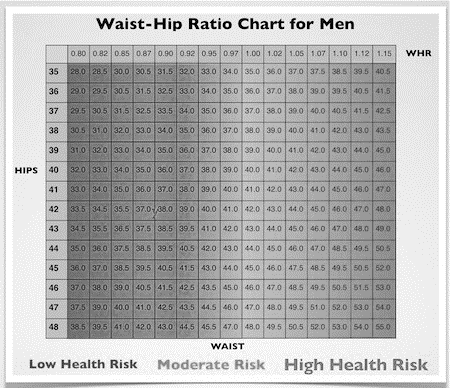 Waist-Hip Ratio Chart for Men
0.80 0.82 0.85 0.87 0.90 0.92 0.95 0.97 1.00 1.02 1.05 1.07 1.10 1.12 1.15 WHR
35 28.0 28.5 30.0 30.5 31.5 32.0 33.0 34.0 35.0 36.0 37.0 37.5 38.5 39.5 40.5
36 29.0 29.5 30.5 31.5 32.5 33.0 34.0 35.0 36.0 37.0 38.0 39.0 39.5 40.5 41.5
37 29.5 30.5 31.5 32.5 33.5 34.0 35.0 36.0 37.0 38.0 39.0 40.0 40.5 41.5 42.5
38 30.5 31.0 32.0 33.0 34.0 35.0 36.0 37.0 38.0 39.0 40.0 41.0 42.0 43.0 43.5
39 31.0 32.0 33.0 34.0 35.0 36.0 37.0 38.0 39.0 40.0 41.0 42.0 43.0 44.0 45.0
HIPS 40 32.0 33.0 34.0 35.0 36.0 37.0 38.0 39.0 40.0 41.0 42.0 43.0 44.0 45.0 46.0
41 33.0 34.0 35.0 36.0 37.0 38.0 39.0 40.0 41.0 42.0 43.0 44.0 45.0 46.0 47.0
42 33.5 34.5 35.5 37.0 38.0 39.0 40.0 41.0 42.0 43.0 44.0 45.0 46.0 47.0 48.0
43 34.5 35.5 36.5 37.5 38.5 39.5 41.0 42.0 43.0 44.0 45.0 46.0 47.0 48.0 49.0
44 35.0 36.0 37.5 38.5 39.5 40.5 42.0 43.0 44.0 45.0 46.0 47.0 48.5 49.5 50.5
45 36.0 37.0 38.5 39.5 40.5 41.5 43.0 44.0 45.0 46.0 47.5 48.5 49.5 50.5 52.0
46 37.0 38.0 39.0 40.0 41.5 42.5 43.5 45.0 46.0 47.0 48.5 49.5 50.5 51.5 53.0
47 37.5 39.0 40.0 41.5 42.5 43.5 44.5 46.0 47.0 48.0 49.5 51.0 52.0 53.0 54.0
48 38.5 39.5 41.0 42.0 43.0 44.5 45.5 47.0 48.0 49.5 50.5 52.0 53.0 54.0 55.0
WAIST
Low Health Risk Moderate Risk High Health Risk